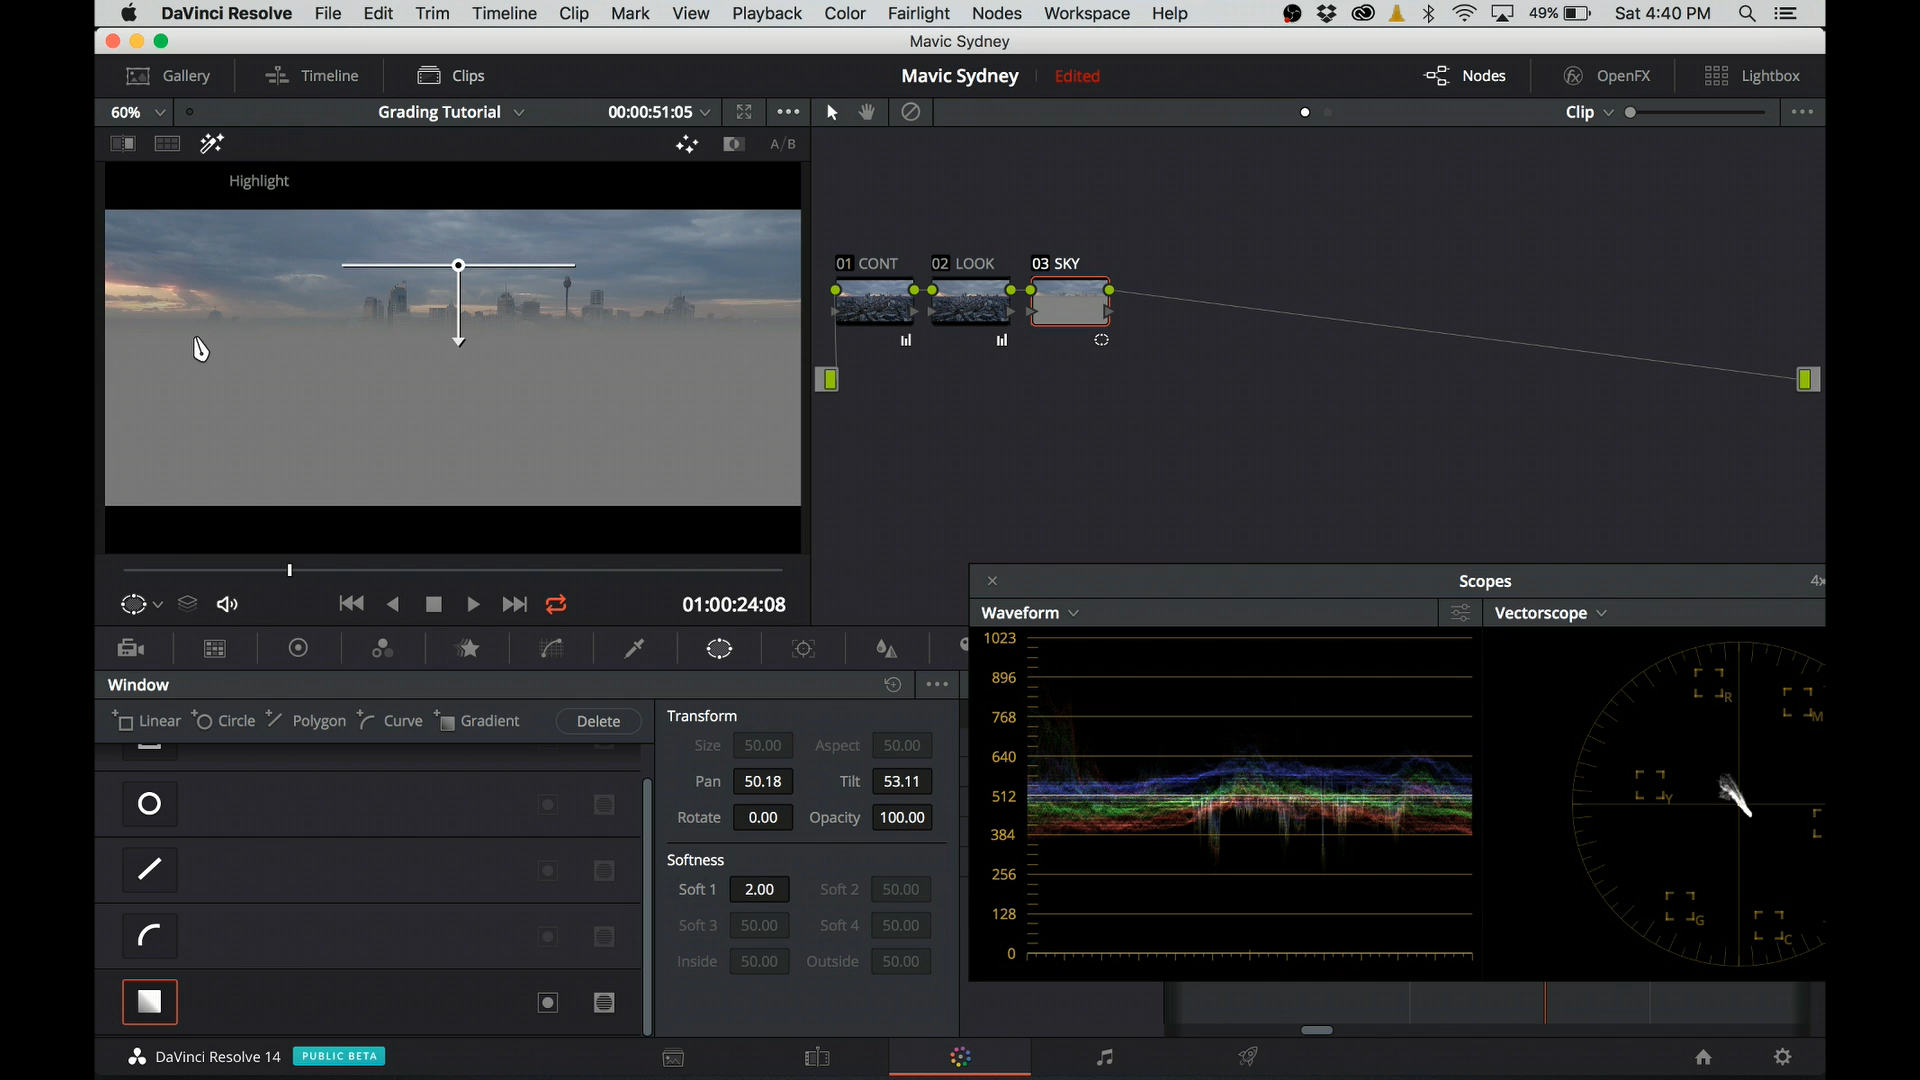 DaVinci Resolve File Edit Trim Timeline Clip Mark View Playback Color Fairlight Nodes Workspace Help 49% Sat 4:40 PM
Mavic Sydney
Gallery Timeline Clips Mavic Sydney Edited Nodes OpenFX Lightbox
60% Grading Tutorial 00:00:51:05 Clip
A/B
Highlight
01 CONT 02 LOOK 03 SKY
01:00:24:08
Scopes 4x
Waveform Vectorscope
Window
Linear Circle Polygon Curve Gradient Delete
Transform
Size 50.00 Aspect 50.00
Pan 50.18 Tilt 53.11
Rotate 0.00 Opacity 100.00
Softness
Soft 1 2.00 Soft 2 50.00
Soft 3 50.00 Soft 4 50.00
Inside 50.00 Outside 50.00
1023
896
768
640
512
384
256
128
0
R
M
Y
G
C
DaVinci Resolve 14 PUBLIC BETA